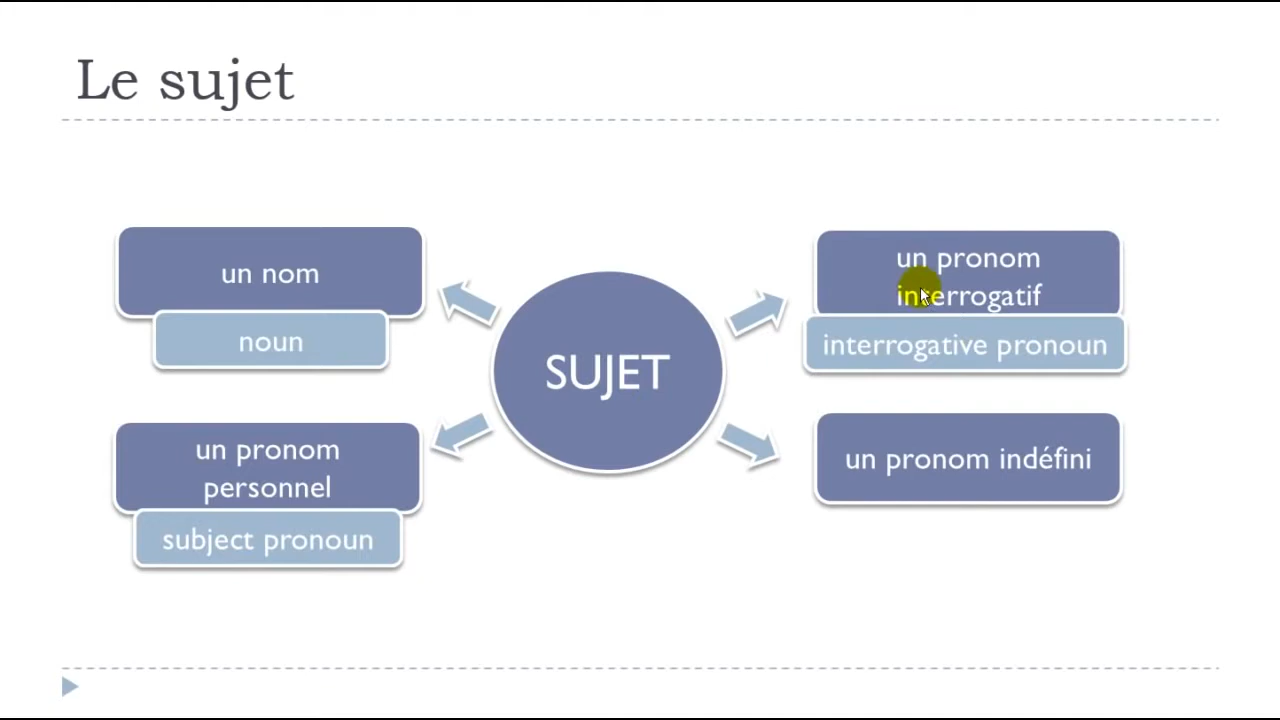 Le sujet
un nom
noun
un pronom
personnel
subject pronoun
SUJET
un pronom
interrogatif
interrogative pronoun
un pronom indéfini